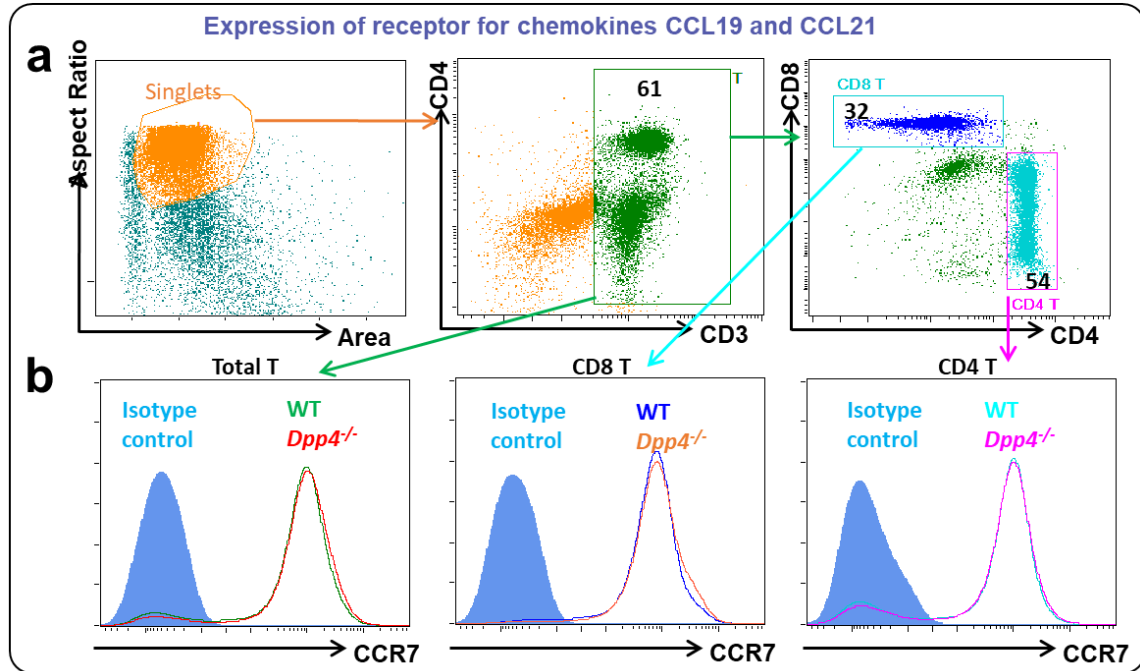 Expression of receptor for chemokines CCL19 and CCL21
a
Aspect Ratio
Singlets
Area
CD4
61
T
CD3
CD8
CD8 T
32
54
CD4 T
CD4
b
Total T
Isotype
control
WT
Dpp4-/-
CCR7
CD8 T
Isotype
control
WT
Dpp4-/-
CCR7
CD4 T
Isotype
control
WT
Dpp4-/-
CCR7